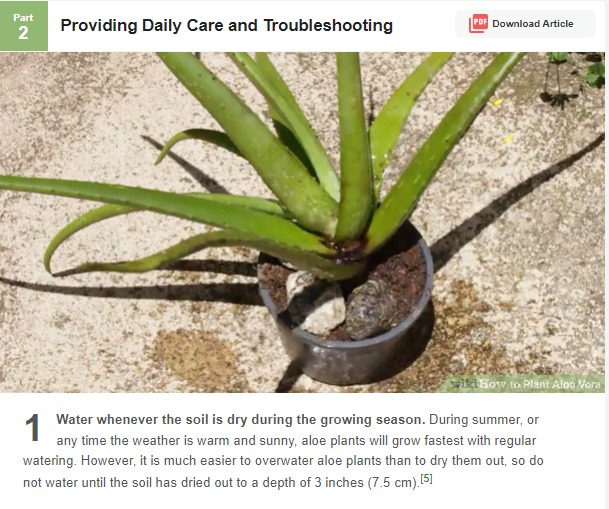 Part
2
Providing Daily Care and Troubleshooting
PDF
Download Article
wikiHow to Plant Aloe Vera
1
Water whenever the soil is dry during the growing season. During summer, or
any time the weather is warm and sunny, aloe plants will grow fastest with regular
watering. However, it is much easier to overwater aloe plants than to dry them out, so do
not water until the soil has dried out to a depth of 3 inches (7.5 cm).[5]